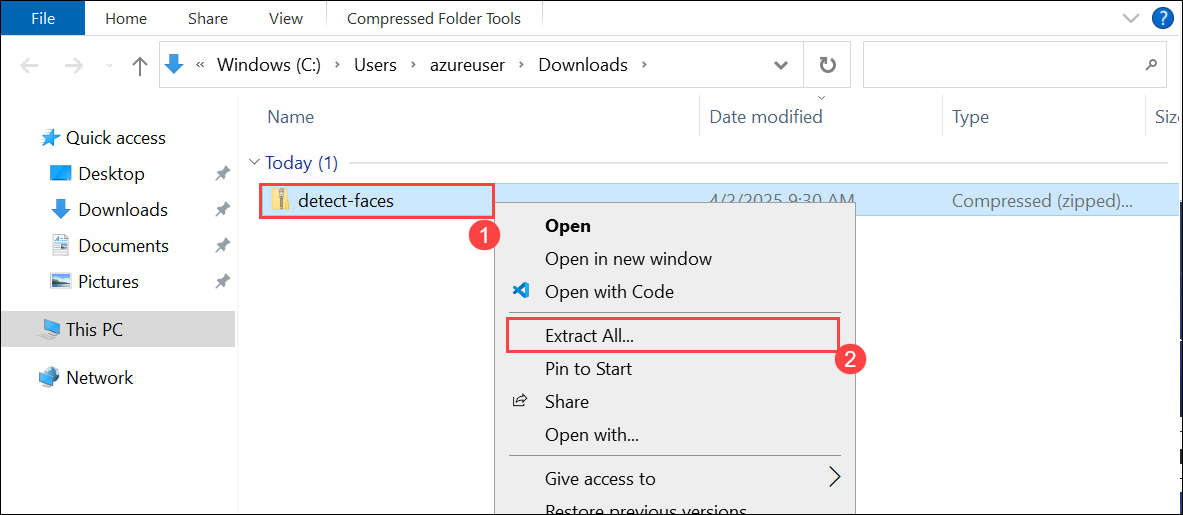 File Home Share View Compressed Folder Tools ?
« Windows (C:) › Users › azureuser › Downloads ›
Name Date modified Type
Quick access
Today (1)
Desktop
detect-faces 4/2/2025 9:30 AM Compressed (zipped)...
Downloads
1
Open
Documents
Open in new window
Pictures
Open with Code
This PC
Extract All...
2
Pin to Start
Network
Share
Open with...
Give access to
Restore previous versions